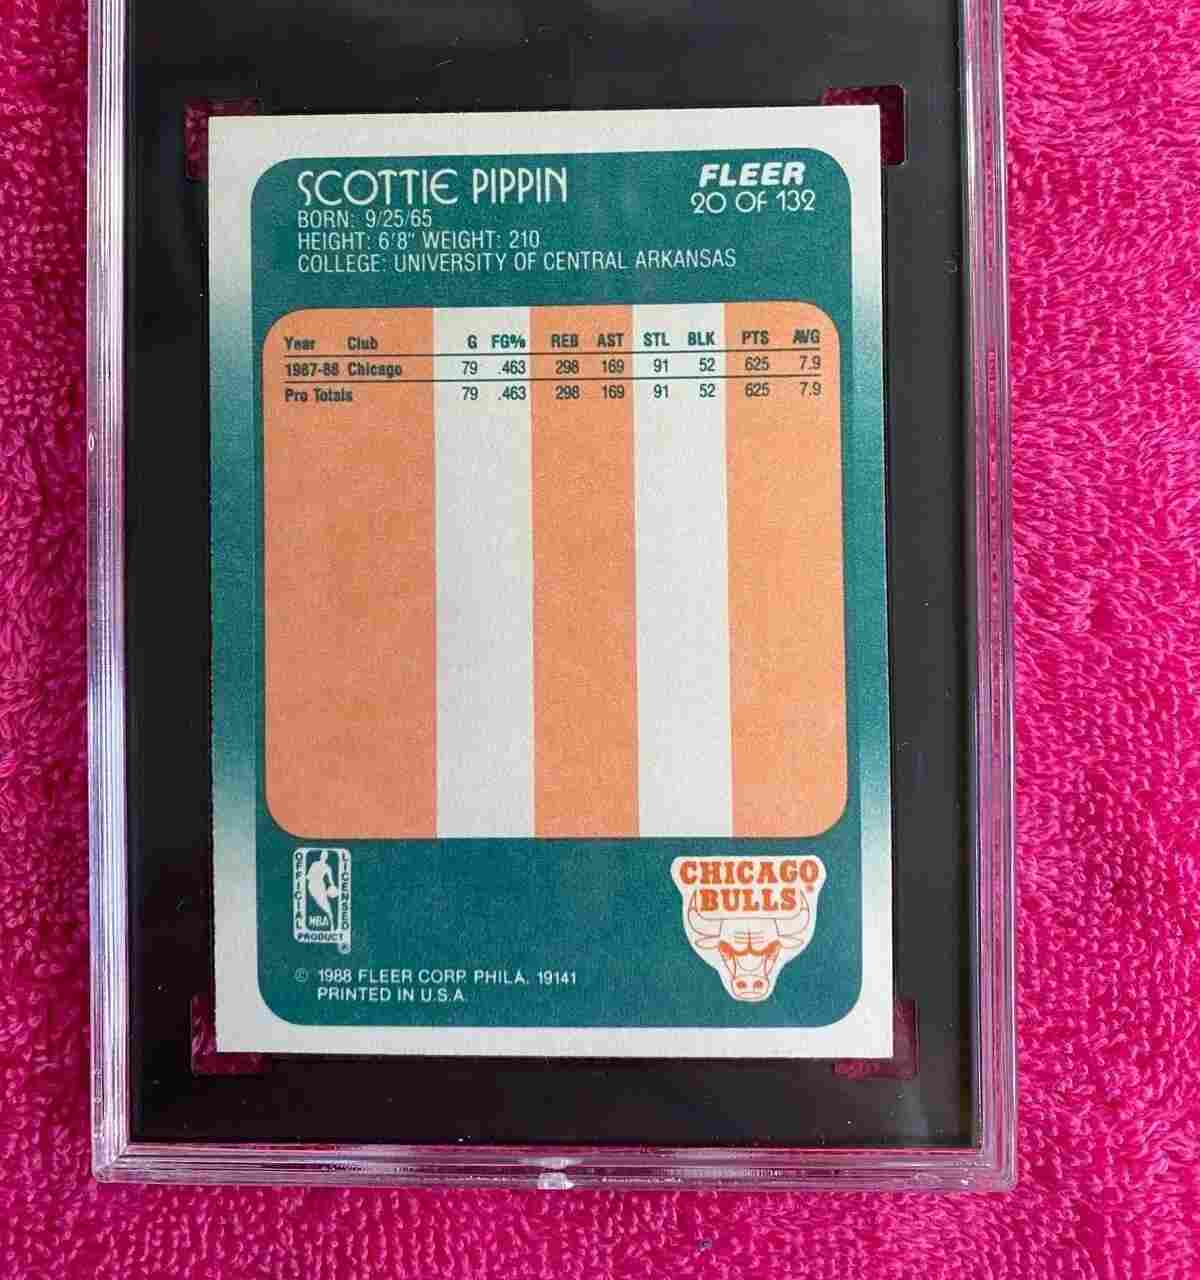 SCOTTIE PIPPIN
FLEER
20 OF 132
BORN: 9/25/65
HEIGHT: 6'8" WEIGHT: 210
COLLEGE: UNIVERSITY OF CENTRAL ARKANSAS
Year Club G FG% REB AST STL BLK PTS AVG
1987-88 Chicago 79 .463 298 169 91 52 625 7.9
Pro Totals 79 .463 298 169 91 52 625 7.9
OFFICIAL LICENSED
NBA
PRODUCT ®
CHICAGO
BULLS
© 1988 FLEER CORP. PHILA. 19141
PRINTED IN U.S.A.